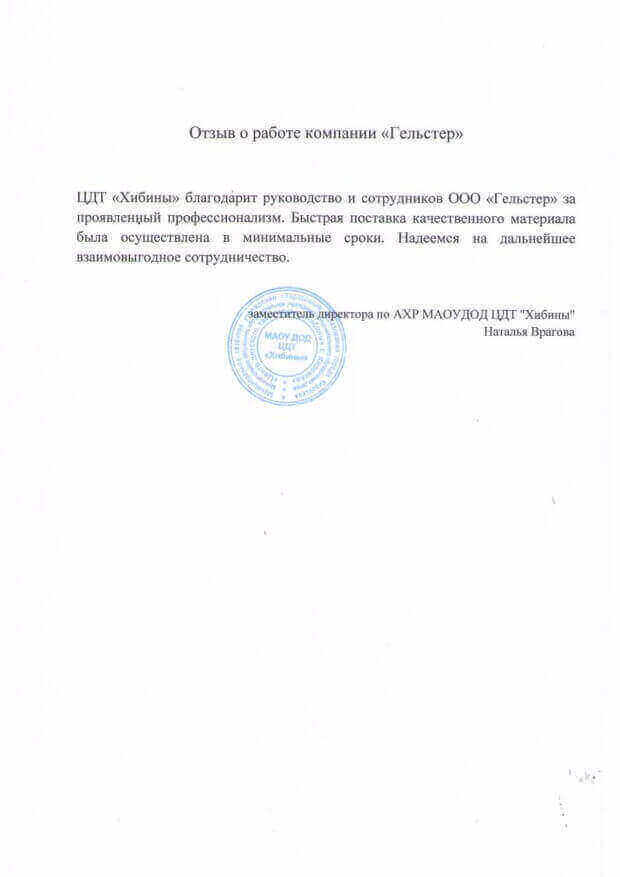 Отзыв о работе компании «Гельстер»
ЦДТ «Хибины» благодарит руководство и сотрудников ООО «Гельстер» за
проявленный профессионализм. Быстрая поставка качественного материала
была осуществлена в минимальные сроки. Надеемся на дальнейшее
взаимовыгодное сотрудничество.
заместитель директора по АХР МАОУДОД ЦДТ "Хибины"
Наталья Врагова
МАОУ ДОД
ЦДТ
«Хибины»